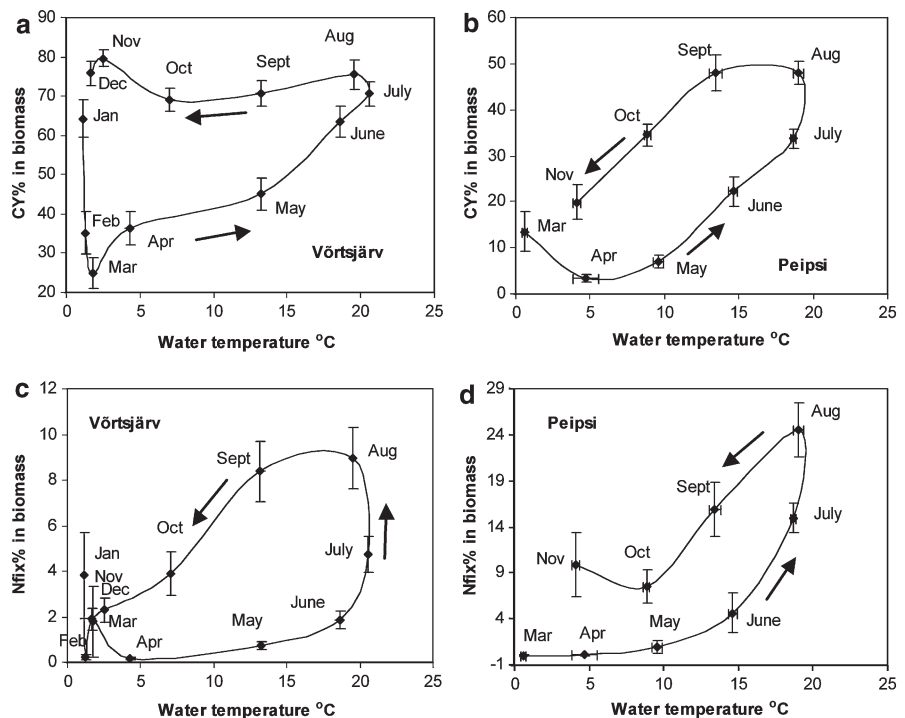 a
90
80
70
60
50
40
30
20
CY% in biomass
Nov
Dec
Oct
Sept
Aug
July
Jan
June
Feb
May
Apr
Mar
Võrtsjärv
0 5 10 15 20 25
Water temperature ºC
b
60
50
40
30
20
10
0
CY% in biomass
Sept
Aug
Oct
July
Nov
June
Mar
Apr
May
Peipsi
0 5 10 15 20 25
Water temperature ºC
c
12
10
8
6
4
2
0
Nfix% in biomass
Võrtsjärv
Sept
Aug
Oct
Jan
July
Nov
Dec
June
Mar
May
Feb
Apr
0 5 10 15 20 25
Water temperature ºC
d
29
24
19
14
9
4
-1
Nfix% in biomass
Peipsi
Aug
Sept
July
Nov
Oct
June
May
Mar
Apr
0 5 10 15 20 25
Water temperature ºC